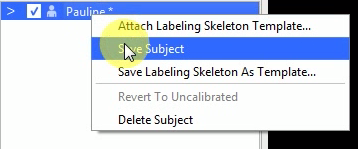 > Pauline *
Attach Labeling Skeleton Template...
Save Subject
Save Labeling Skeleton As Template...
Revert To Uncalibrated
Delete Subject